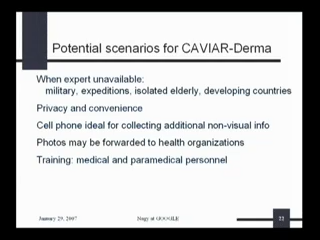 Potential scenarios for CAVIAR-Derma
When expert unavailable:
military, expeditions, isolated elderly, developing countries
Privacy and convenience
Cell phone ideal for collecting additional non-visual info
Photos may be forwarded to health organizations
Training: medical and paramedical personnel
January 29, 2007 Nagy at GOOGLE 22